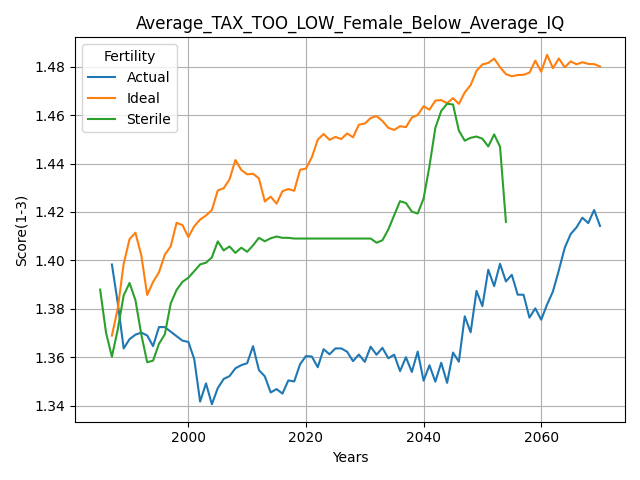 Average_TAX_TOO_LOW_Female_Below_Average_IQ
Fertility
Actual
Ideal
Sterile
Score(1-3)
1.48
1.46
1.44
1.42
1.40
1.38
1.36
1.34
2000 2020 2040 2060
Years